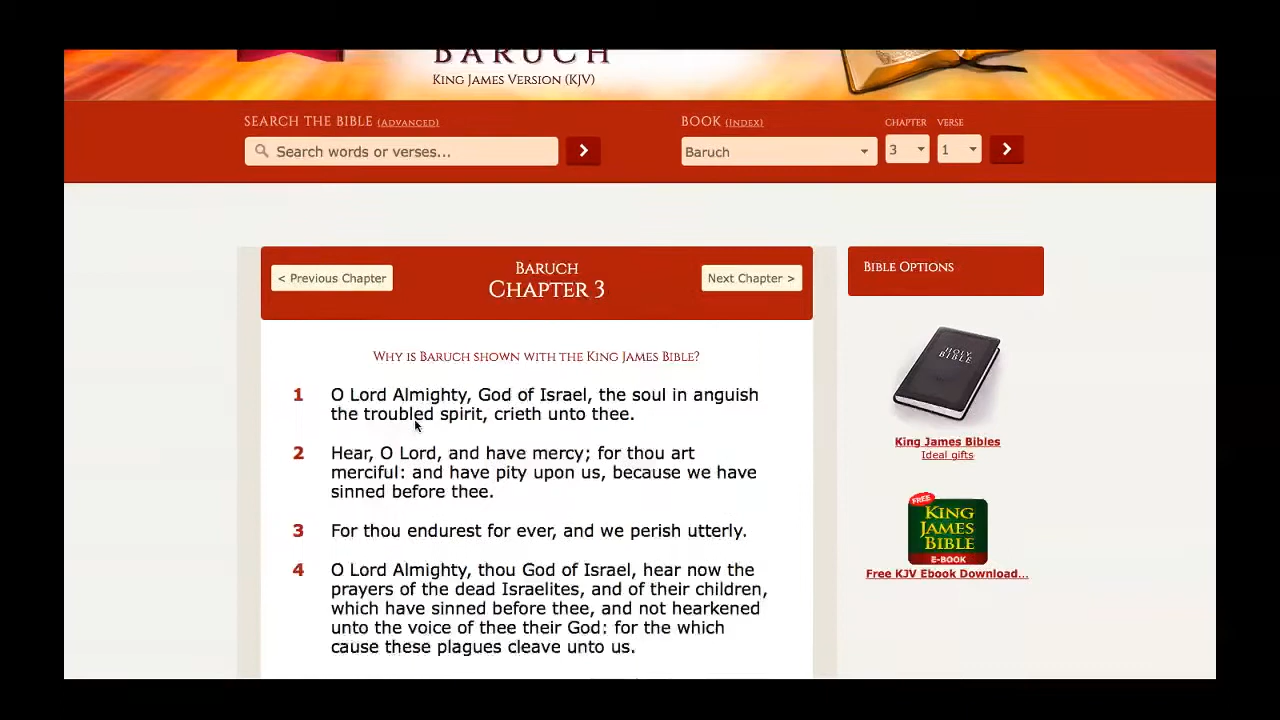 BARUCH
KING JAMES VERSION (KJV)
SEARCH THE BIBLE (ADVANCED)
Search words or verses...
BOOK (INDEX)
Baruch
CHAPTER
3
VERSE
1
< Previous Chapter
BARUCH
CHAPTER 3
Next Chapter >
BIBLE OPTIONS
WHY IS BARUCH SHOWN WITH THE KING JAMES BIBLE?
1 O Lord Almighty, God of Israel, the soul in anguish
the troubled spirit, crieth unto thee.
2 Hear, O Lord, and have mercy; for thou art
merciful: and have pity upon us, because we have
sinned before thee.
3 For thou endurest for ever, and we perish utterly.
4 O Lord Almighty, thou God of Israel, hear now the
prayers of the dead Israelites, and of their children,
which have sinned before thee, and not hearkened
unto the voice of thee their God: for the which
cause these plagues cleave unto us.
HOLY
BIBLE
King James Bibles
Ideal gifts
FREE
KING
JAMES
BIBLE
E-BOOK
Free KJV Ebook Download...